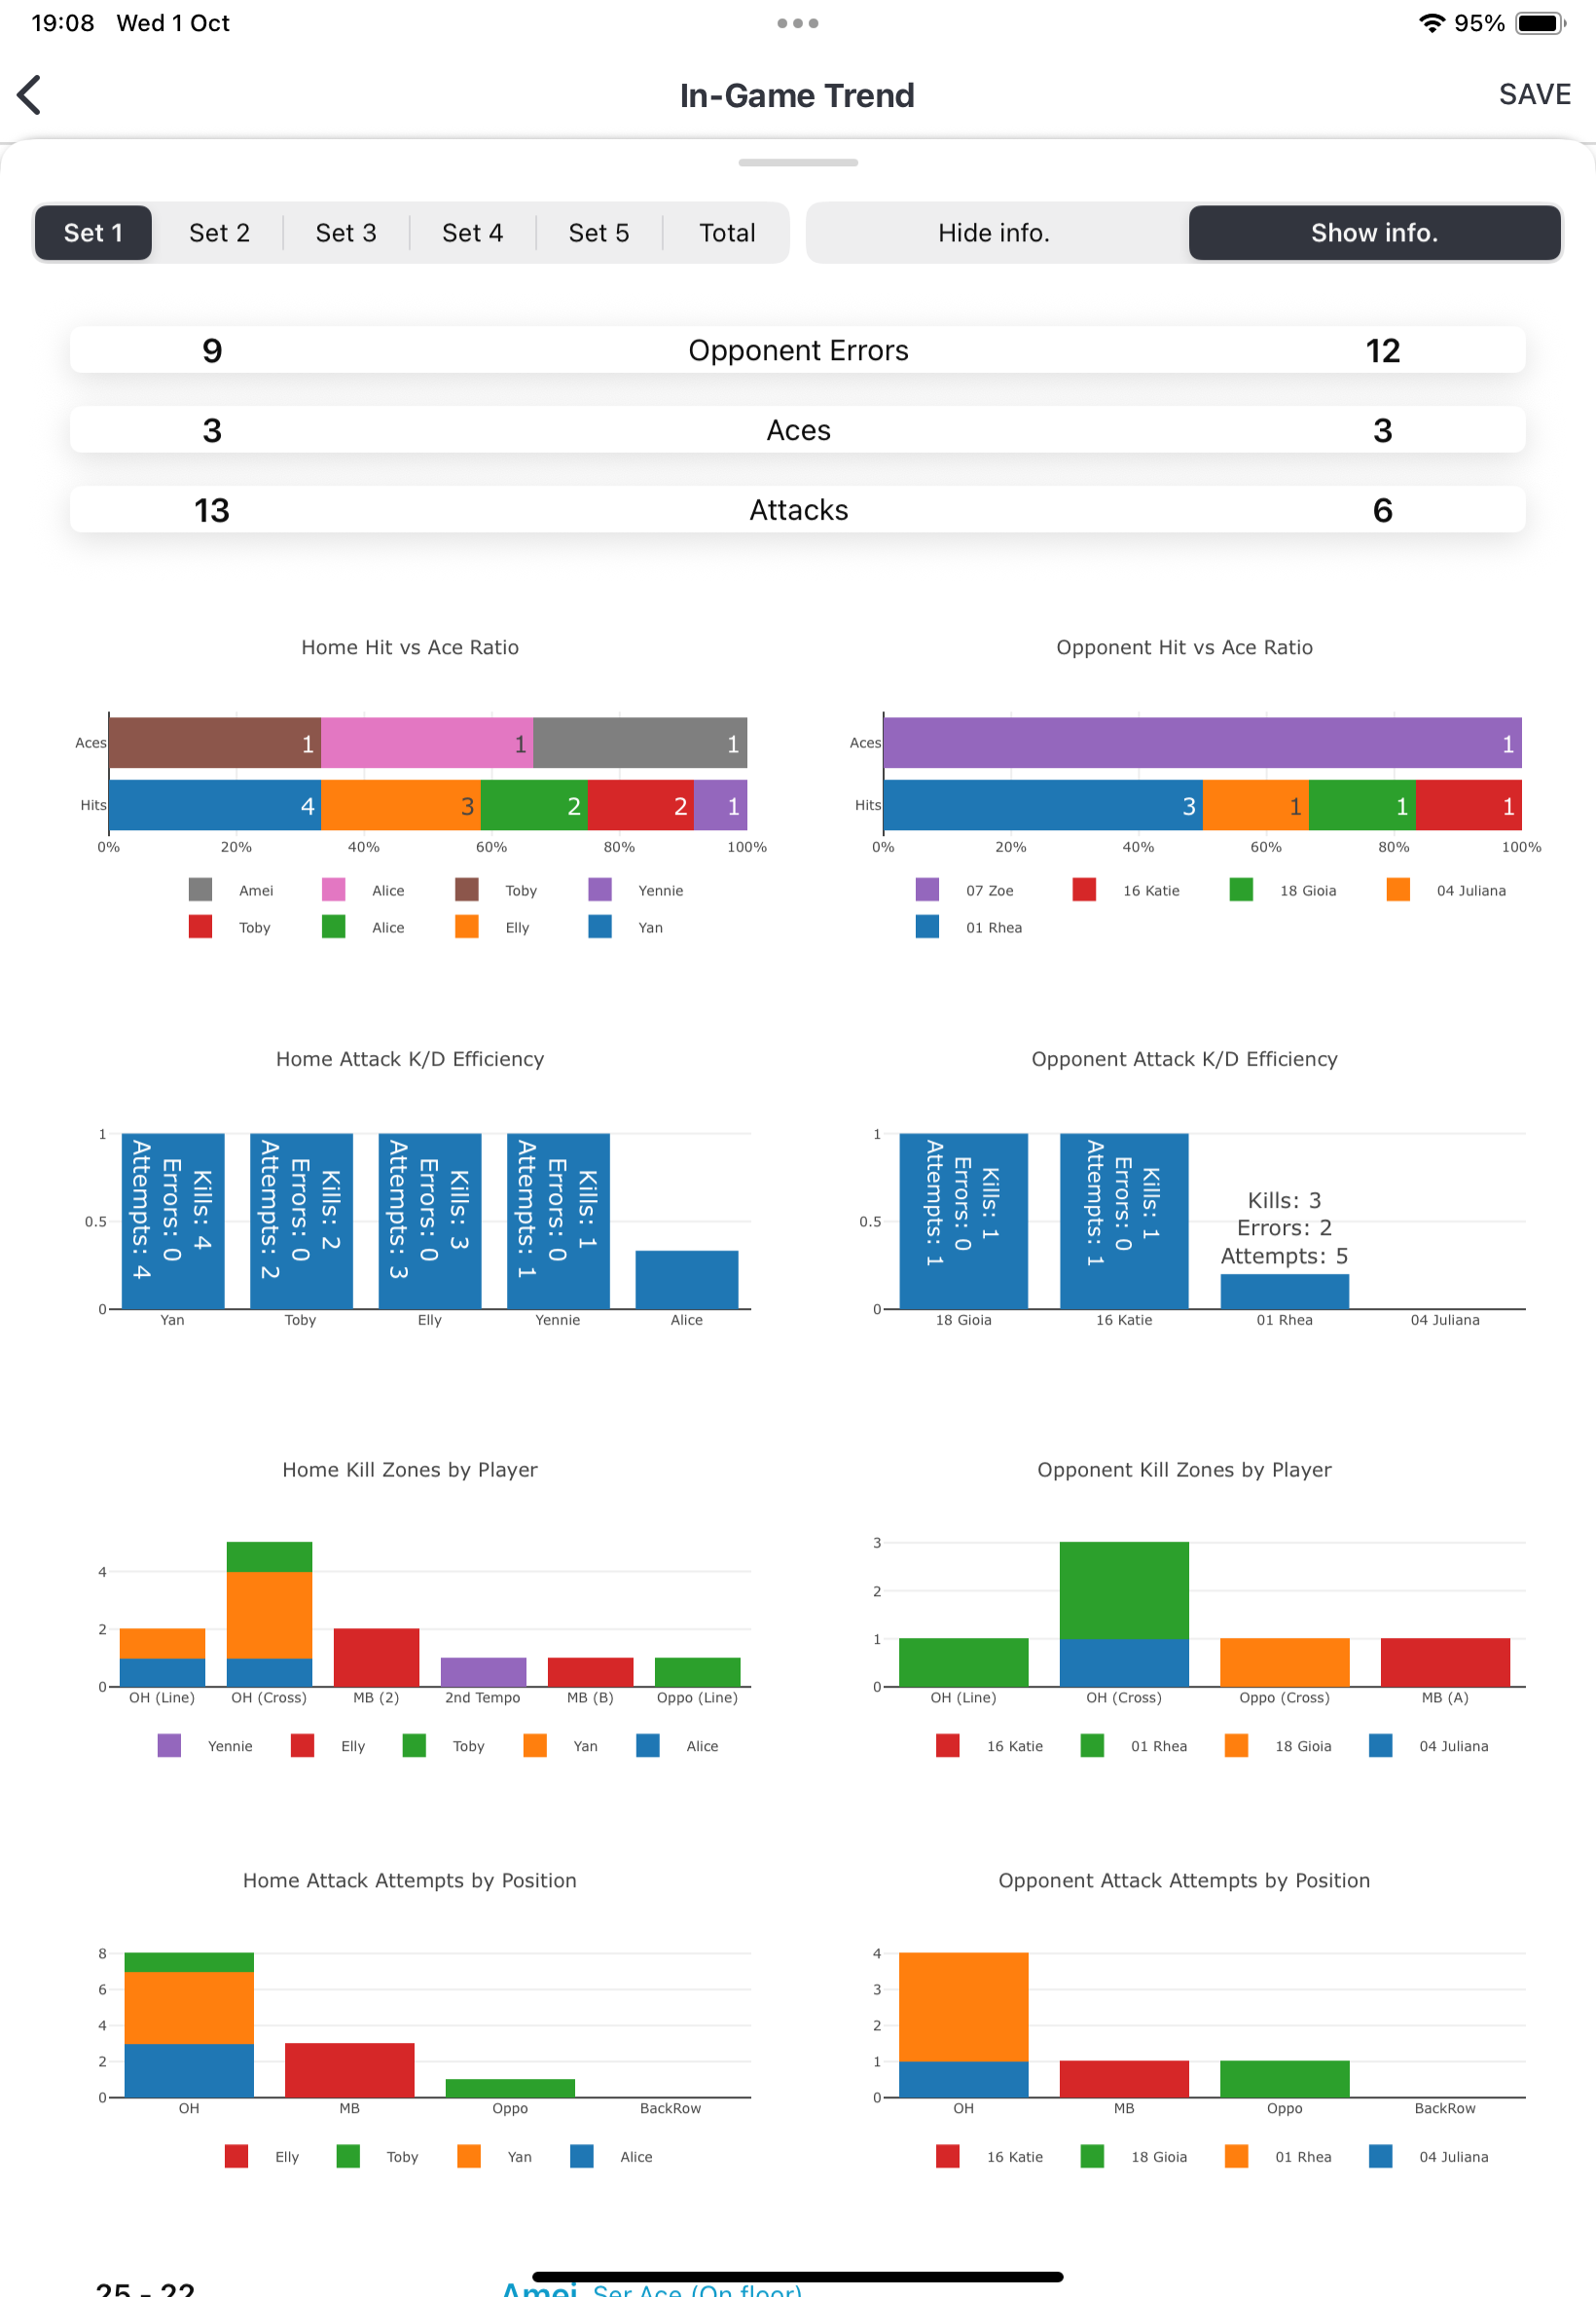 19:08 Wed 1 Oct
95%
In-Game Trend
SAVE
Set 1 Set 2 Set 3 Set 4 Set 5 Total
Hide info. Show info.
9 Opponent Errors 12
3 Aces 3
13 Attacks 6
Home Hit vs Ace Ratio
Aces 1 1 1
Hits 4 3 2 2 1
0% 20% 40% 60% 80% 100%
Amei Alice Toby Yennie
Toby Alice Elly Yan
Opponent Hit vs Ace Ratio
Aces 1
Hits 3 1 1 1
0% 20% 40% 60% 80% 100%
07 Zoe 16 Katie 18 Gioia 04 Juliana
01 Rhea
Home Attack K/D Efficiency
1
0.5
0
Kills: 4
Errors: 0
Attempts: 4
Kills: 2
Errors: 0
Attempts: 2
Kills: 3
Errors: 0
Attempts: 3
Kills: 1
Errors: 0
Attempts: 1
Yan Toby Elly Yennie Alice
Opponent Attack K/D Efficiency
1
0.5
0
Kills: 1
Errors: 0
Attempts: 1
Kills: 1
Errors: 0
Attempts: 1
Kills: 3
Errors: 2
Attempts: 5
18 Gioia 16 Katie 01 Rhea 04 Juliana
Home Kill Zones by Player
4
2
0
OH (Line) OH (Cross) MB (2) 2nd Tempo MB (B) Oppo (Line)
Yennie Elly Toby Yan Alice
Opponent Kill Zones by Player
3
2
1
0
OH (Line) OH (Cross) Oppo (Cross) MB (A)
16 Katie 01 Rhea 18 Gioia 04 Juliana
Home Attack Attempts by Position
8
6
4
2
0
OH MB Oppo BackRow
Elly Toby Yan Alice
Opponent Attack Attempts by Position
4
3
2
1
0
OH MB Oppo BackRow
16 Katie 18 Gioia 01 Rhea 04 Juliana
25 - 22 Amei Ser Ace (On floor)